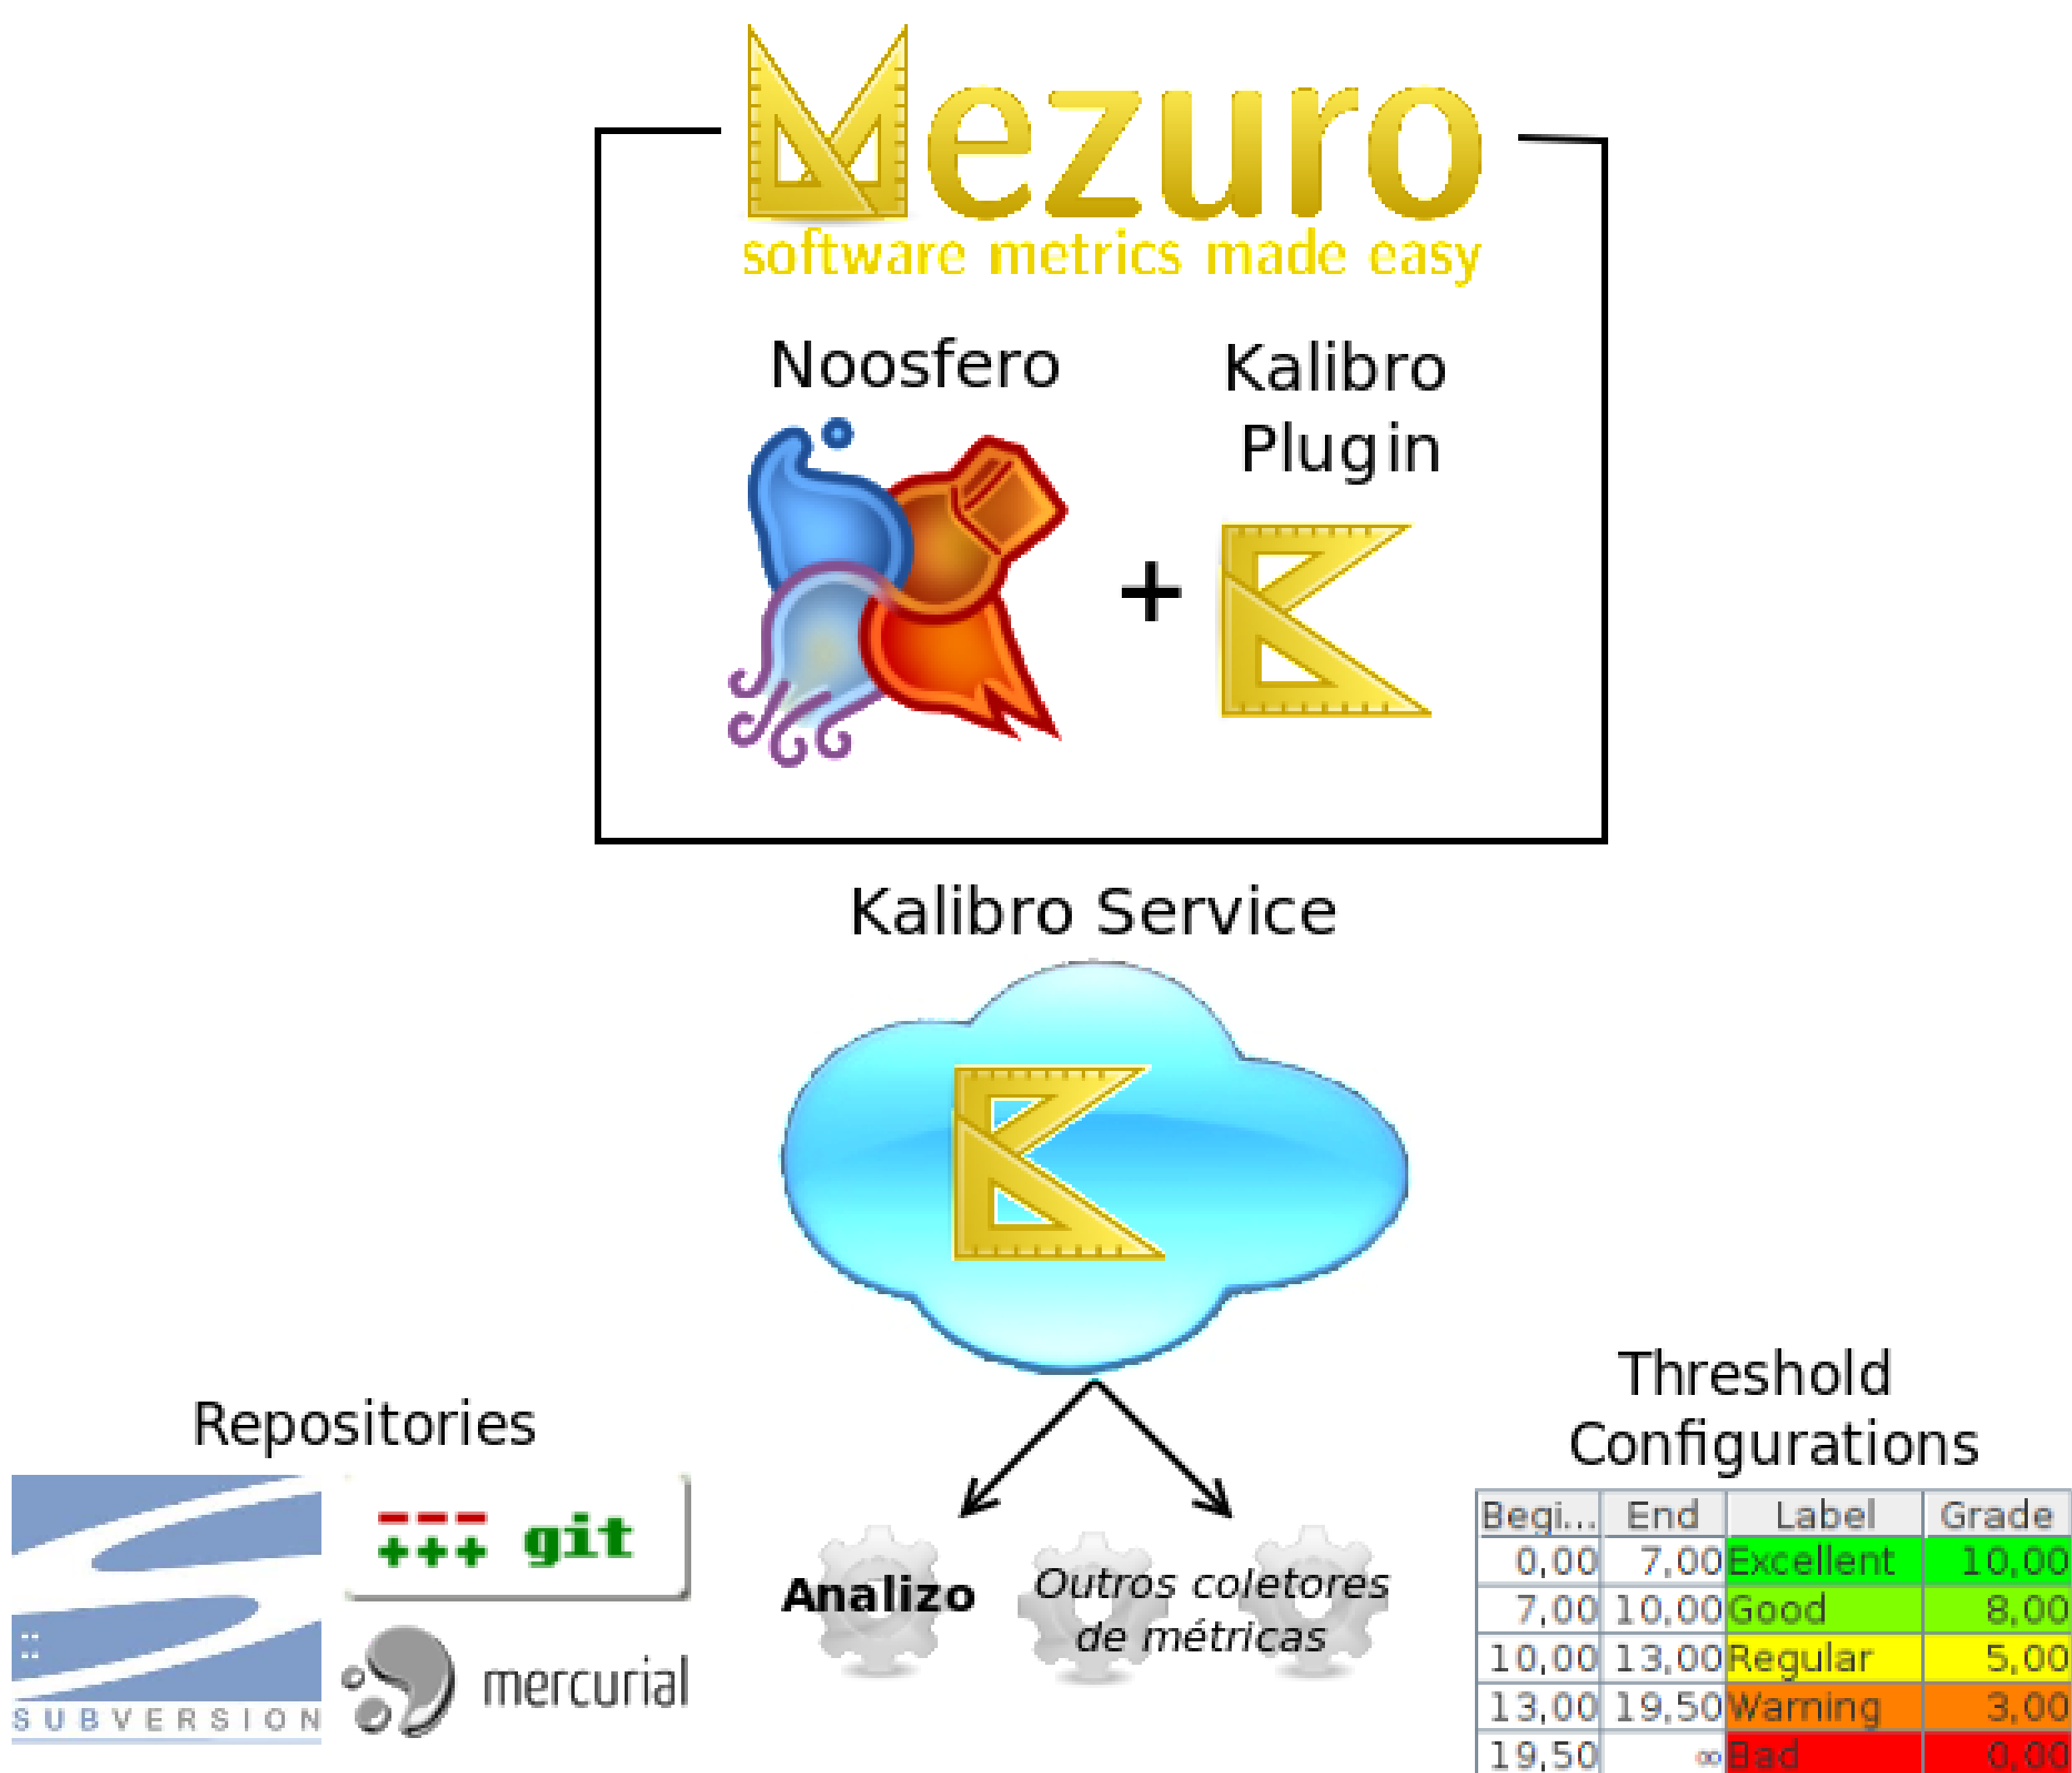 Mezuro
software metrics made easy
Noosfero
Kalibro
Plugin
+
Kalibro Service
Repositories
SUBVERSION
git
mercurial
Analizo
Outros coletores
de métricas
Threshold
Configurations
Begi... End Label Grade
0,00 7,00 Excellent 10,00
7,00 10,00 Good 8,00
10,00 13,00 Regular 5,00
13,00 19,50 Warning 3,00
19,50 ∞ Bad 0,00